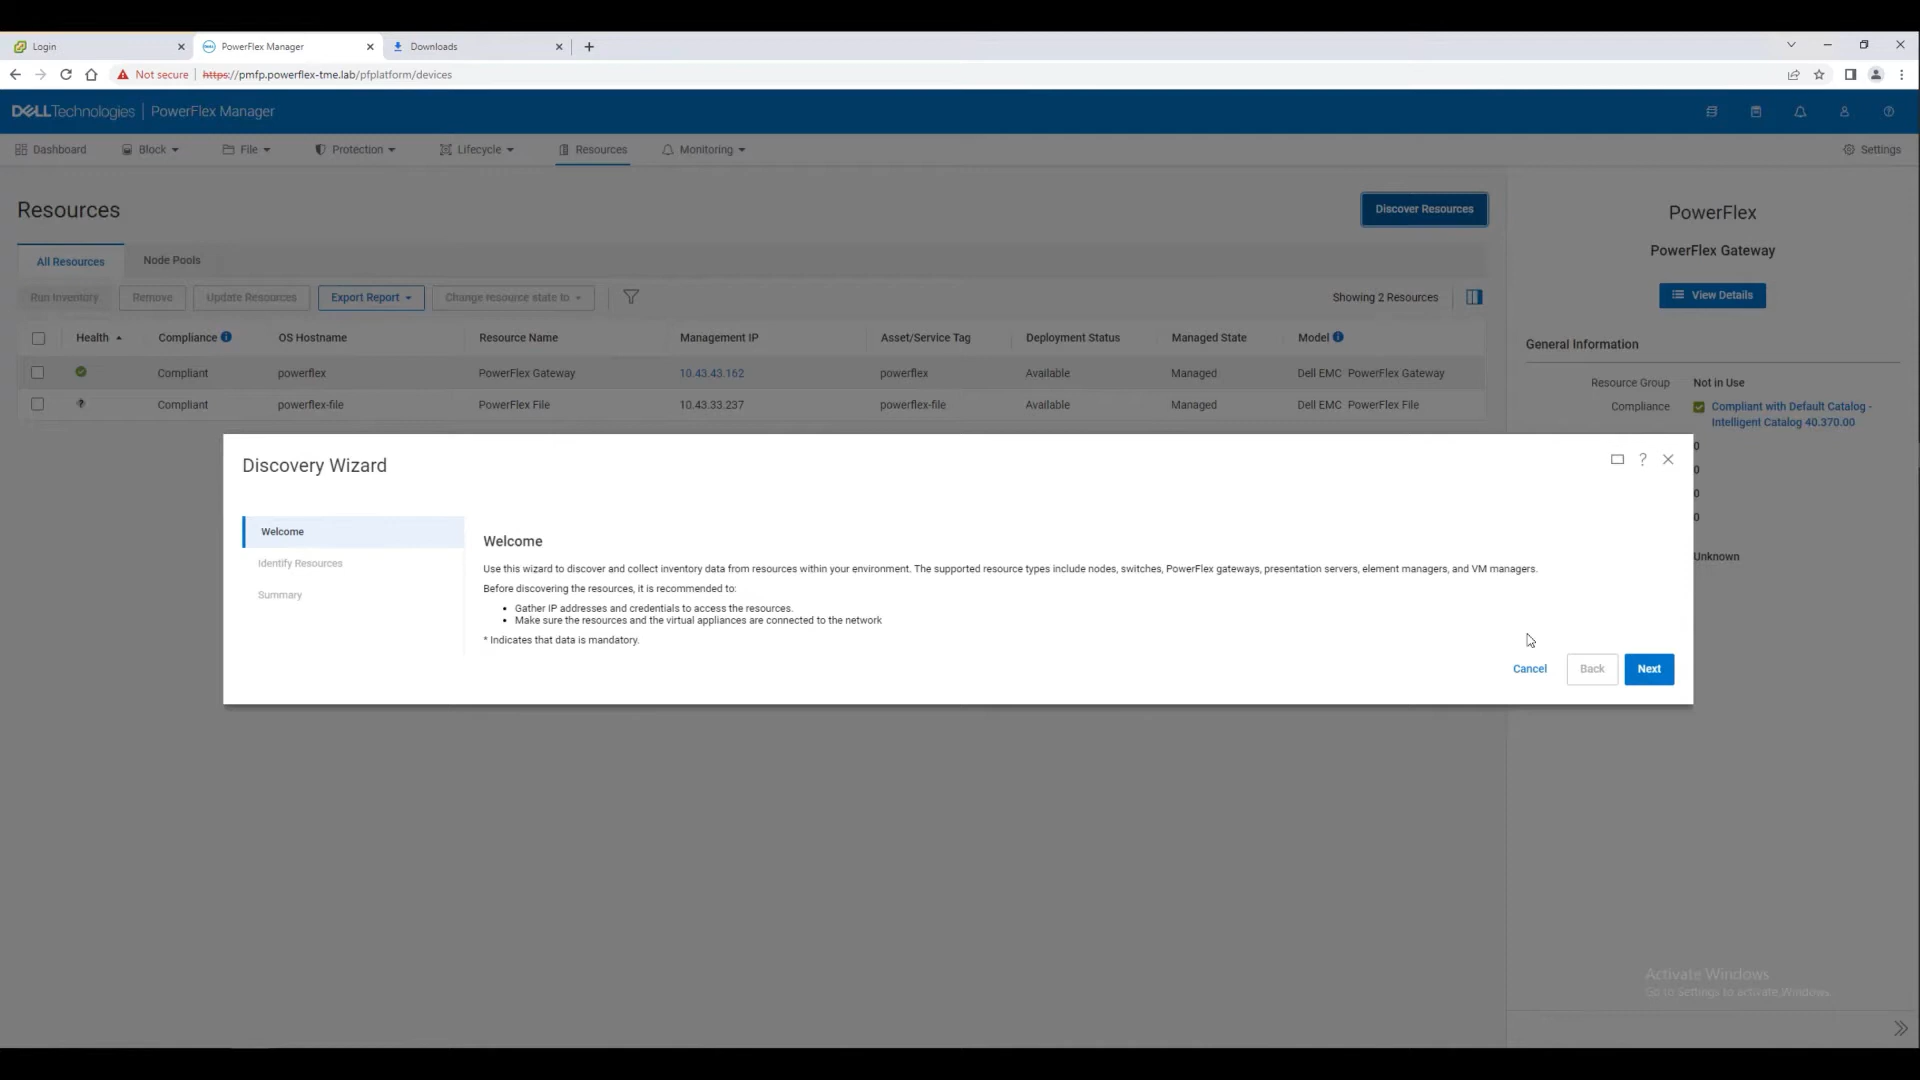 Login
PowerFlex Manager
Downloads
Not secure https://pmfp.powerflex-tme.lab/pfplatform/devices
DELLTechnologies PowerFlex Manager
Dashboard Block File Protection Lifecycle Resources Monitoring Settings
Resources
Discover Resources
All Resources Node Pools
Run Inventory Remove Update Resources Export Report Change resource state to Showing 2 Resources
Health Compliance OS Hostname Resource Name Management IP Asset/Service Tag Deployment Status Managed State Model
Compliant powerflex PowerFlex Gateway 10.43.43.162 powerflex Available Managed Dell EMC PowerFlex Gateway
Compliant powerflex-file PowerFlex File 10.43.33.237 powerflex-file Available Managed Dell EMC PowerFlex File
PowerFlex
PowerFlex Gateway
View Details
General Information
Resource Group Not in Use
Compliance Compliant with Default Catalog -
Intelligent Catalog 40.370.00
0
0
0
0
Unknown
Discovery Wizard
Welcome
Identify Resources
Summary
Welcome
Use this wizard to discover and collect inventory data from resources within your environment. The supported resource types include nodes, switches, PowerFlex gateways, presentation servers, element managers, and VM managers.
Before discovering the resources, it is recommended to:
• Gather IP addresses and credentials to access the resources.
• Make sure the resources and the virtual appliances are connected to the network
* Indicates that data is mandatory.
Cancel Back Next
Activate Windows
Go to Settings to activate Windows.